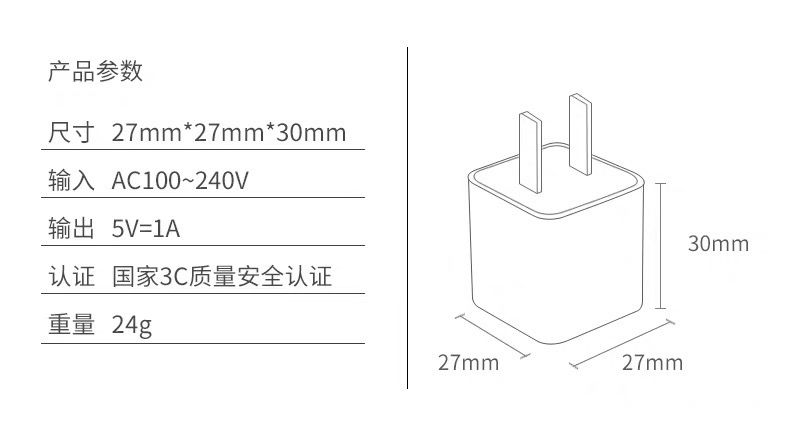 产品参数
尺寸 27mm*27mm*30mm
输入 AC100~240V
输出 5V=1A
认证 国家3C质量安全认证
重量 24g
30mm
27mm
27mm